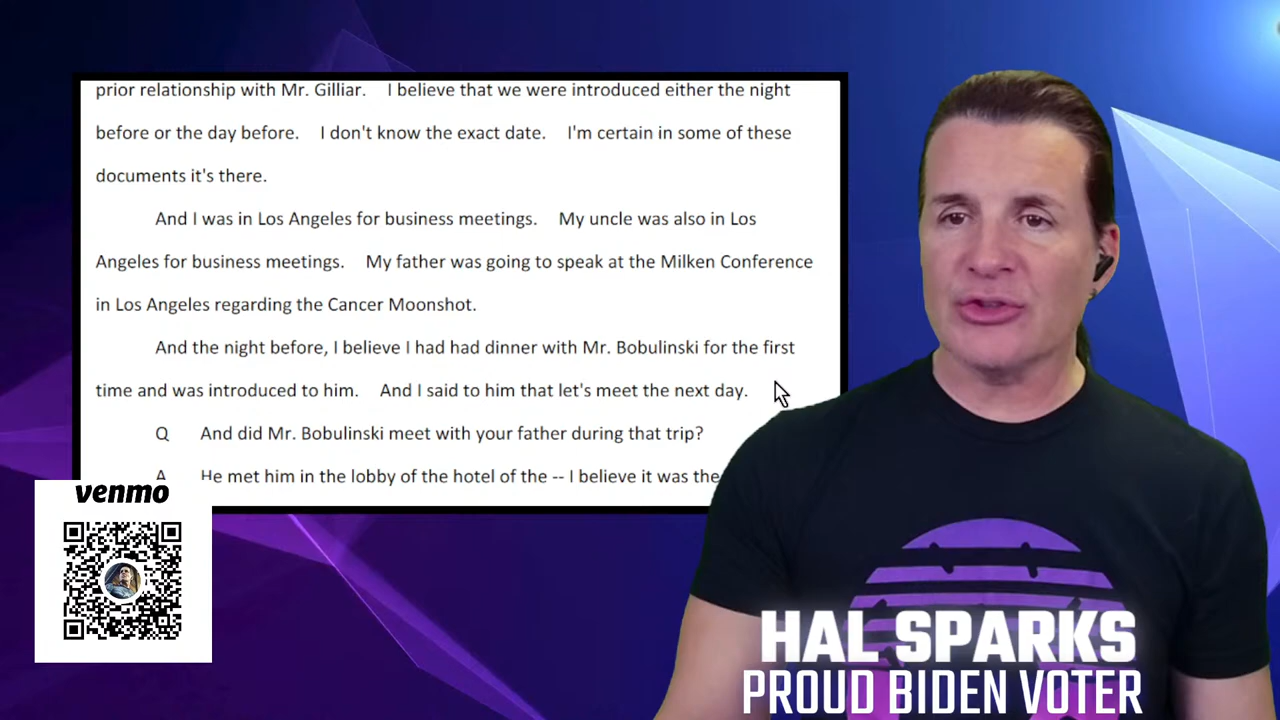 prior relationship with Mr. Gilliar. I believe that we were introduced either the night
before or the day before. I don't know the exact date. I'm certain in some of these
documents it's there.
And I was in Los Angeles for business meetings. My uncle was also in Los
Angeles for business meetings. My father was going to speak at the Milken Conference
in Los Angeles regarding the Cancer Moonshot.
And the night before, I believe I had had dinner with Mr. Bobulinski for the first
time and was introduced to him. And I said to him that let's meet the next day.
Q And did Mr. Bobulinski meet with your father during that trip?
A He met him in the lobby of the hotel of the -- I believe it was the
venmo
HAL SPARKS
PROUD BIDEN VOTER